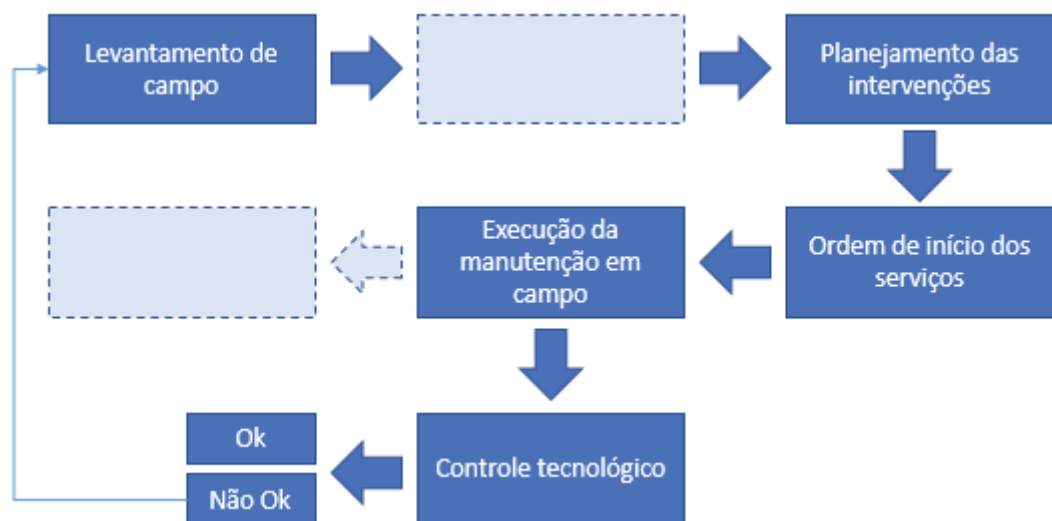 Levantamento de
campo
Planejamento das
intervenções
Ordem de início dos
serviços
Execução da
manutenção em
campo
Controle tecnológico
Ok
Não Ok